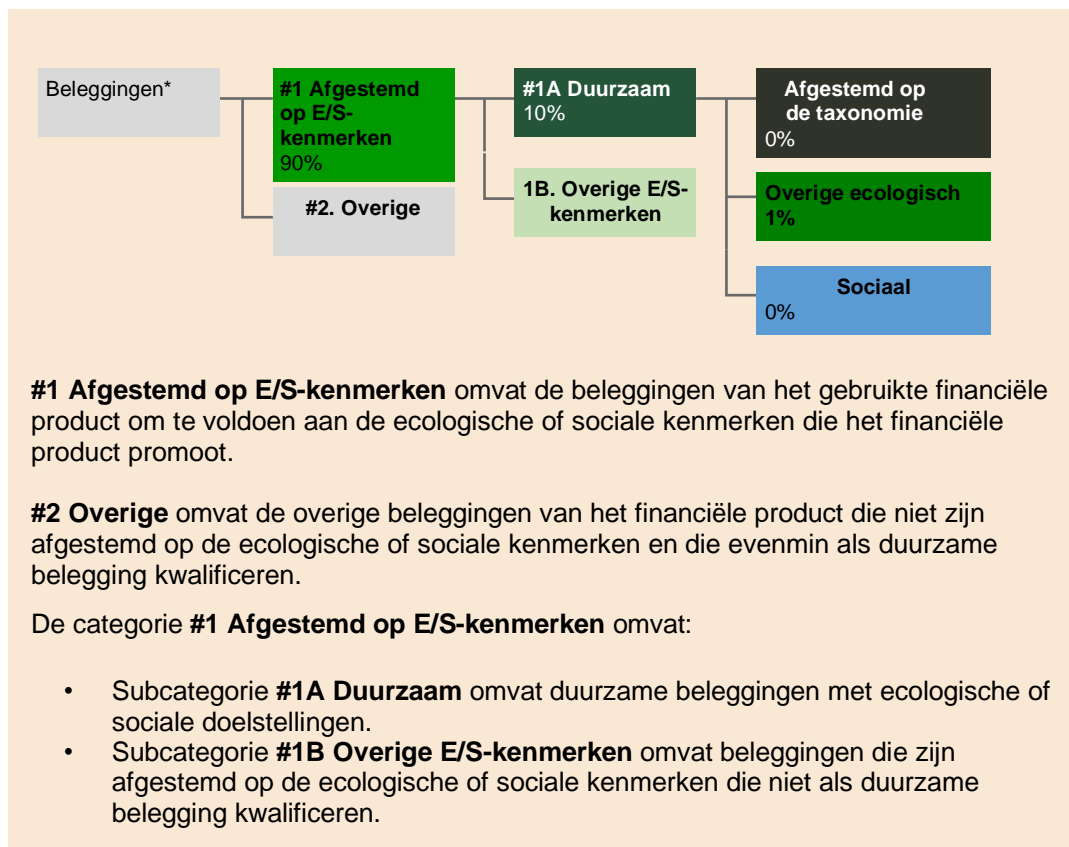 Beleggingen*
#1 Afgestemd
op E/S-
kenmerken
90%
#2. Overige
#1A Duurzaam
10%
1B. Overige E/S-
kenmerken
Afgestemd op
de taxonomie
0%
Overige ecologisch
1%
Sociaal
0%
#1 Afgestemd op E/S-kenmerken omvat de beleggingen van het gebruikte financiële
product om te voldoen aan de ecologische of sociale kenmerken die het financiële
product promoot.
#2 Overige omvat de overige beleggingen van het financiële product die niet zijn
afgestemd op de ecologische of sociale kenmerken en die evenmin als duurzame
belegging kwalificeren.
De categorie #1 Afgestemd op E/S-kenmerken omvat:
• Subcategorie #1A Duurzaam omvat duurzame beleggingen met ecologische of
sociale doelstellingen.
• Subcategorie #1B Overige E/S-kenmerken omvat beleggingen die zijn
afgestemd op de ecologische of sociale kenmerken die niet als duurzame
belegging kwalificeren.